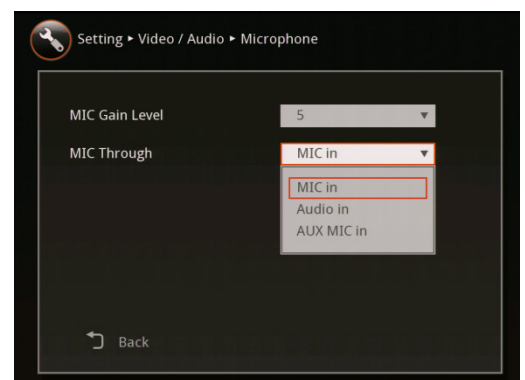 Setting ▸ Video / Audio ▸ Microphone
MIC Gain Level 5
MIC Through MIC in
MIC in
Audio in
AUX MIC in
Back